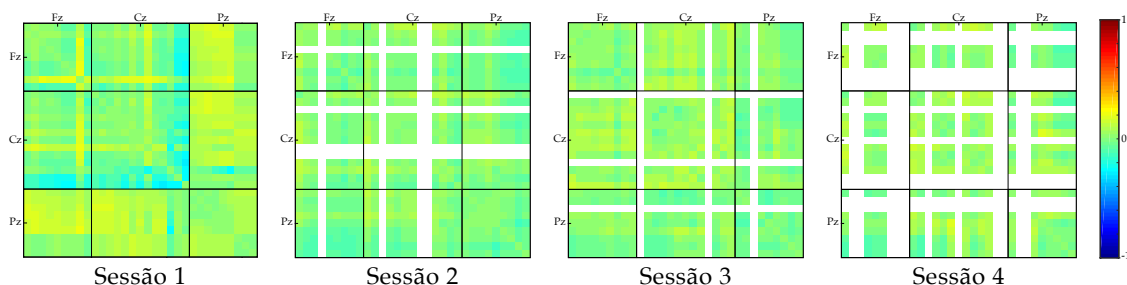 Fz Cz Pz
Fz
Cz
Pz
Sessão 1
Fz Cz Pz
Fz
Cz
Pz
Sessão 2
Fz Cz Pz
Fz
Cz
Pz
Sessão 3
Fz Cz Pz
Fz
Cz
Pz
Sessão 4
1
0
-1